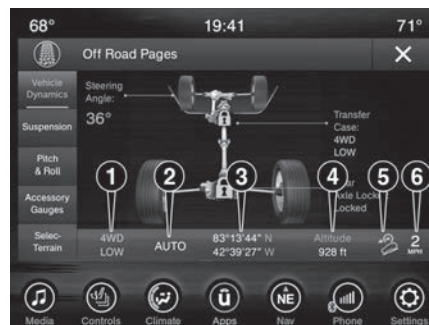 68°
19:41
71°
Off Road Pages
X
Vehicle
Dynamics
Suspension
Pitch
& Roll
Accessory
Gauges
Selec-
Terrain
Steering
Angle:
36°
Transfer
Case:
4WD
LOW
Axle
Locked
1
2
3
4
5
6
4WD
LOW
AUTO
83°13'44" N
42°39'27" W
Altitude
928 ft
2
MPH
Media
Controls
Climate
Apps
NE
Nav
Phone
Settings